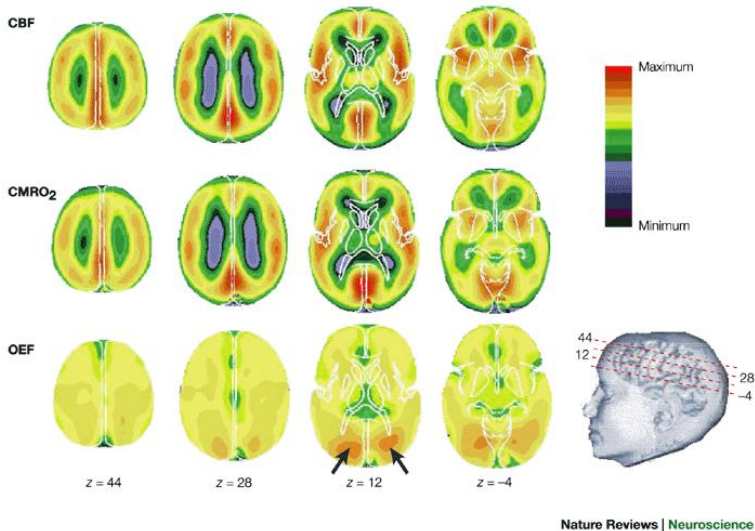 CBF
Maximum
CMRO2
Minimum
OEF
44
12
28
–4
z = 44
z = 28
z = 12
z = –4
Nature Reviews | Neuroscience